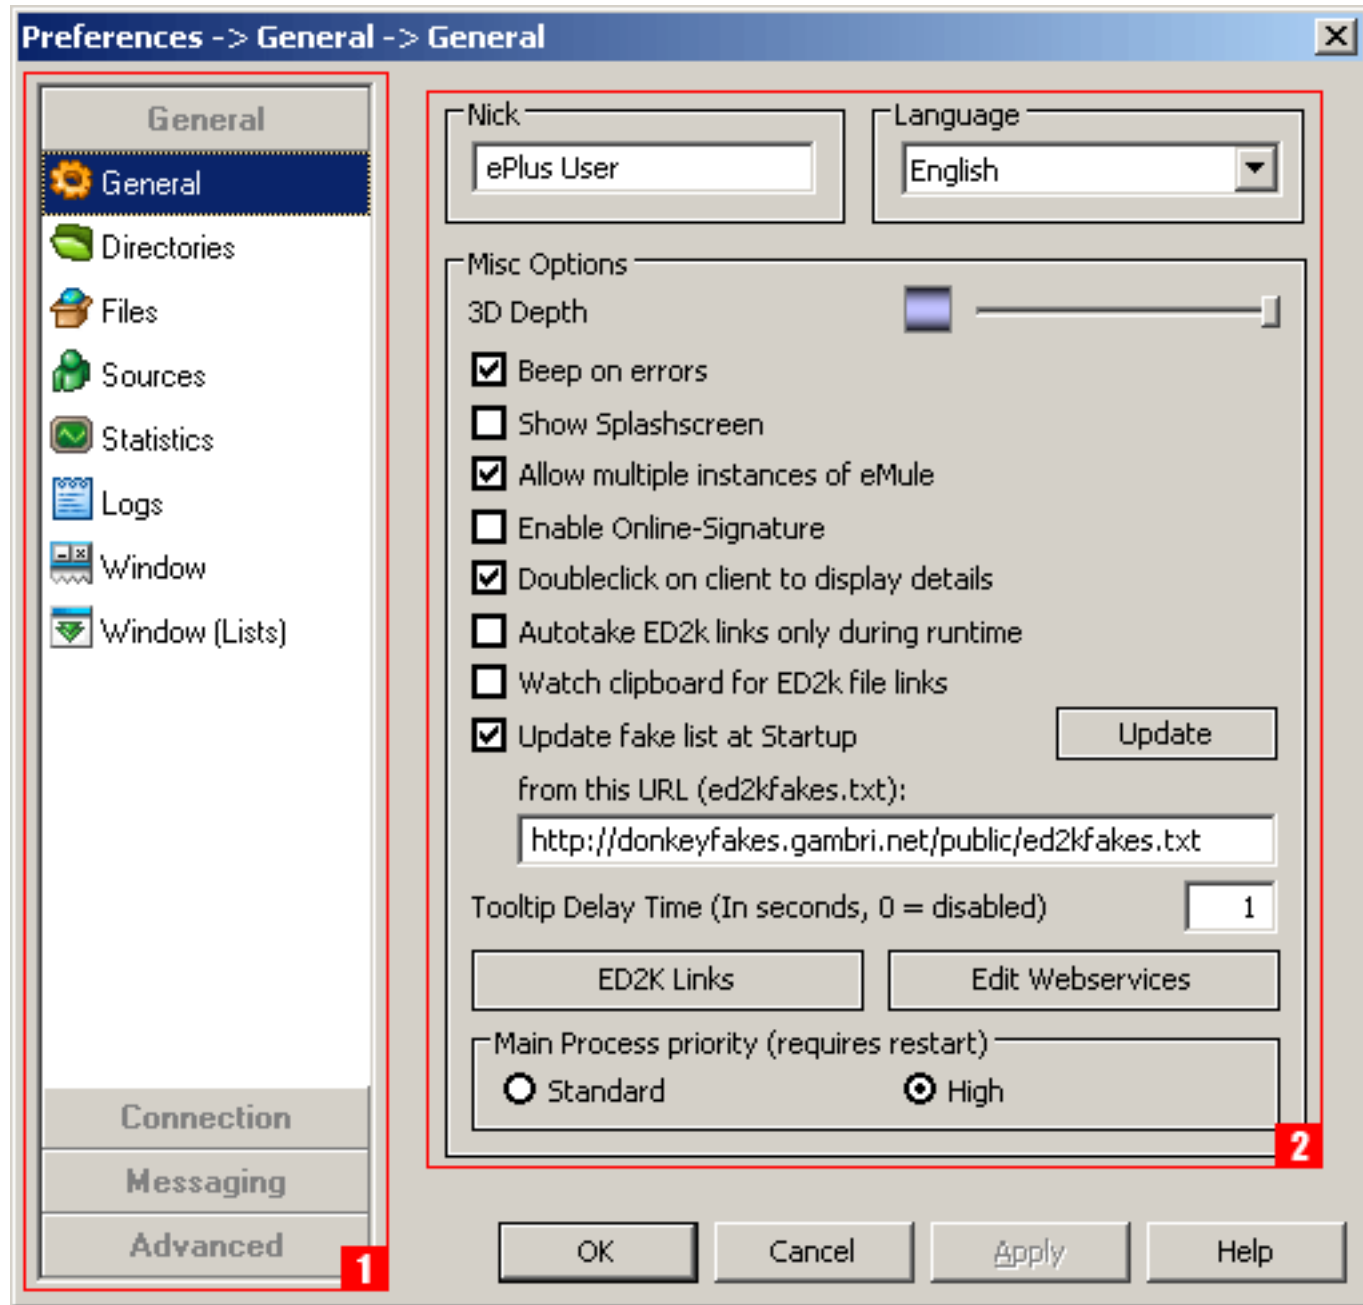 Preferences -> General -> General
General
General
Directories
Files
Sources
Statistics
Logs
Window
Window (Lists)
Connection
Messaging
Advanced
1
Nick
ePlus User
Language
English
Misc Options
3D Depth
Beep on errors
Show Splashscreen
Allow multiple instances of eMule
Enable Online-Signature
Doubleclick on client to display details
Autotake ED2k links only during runtime
Watch clipboard for ED2k file links
Update fake list at Startup
Update
from this URL (ed2kfakes.txt):
http://donkeyfakes.gambri.net/public/ed2kfakes.txt
Tooltip Delay Time (In seconds, 0 = disabled)
1
ED2K Links
Edit Webservices
Main Process priority (requires restart)
Standard
High
2
OK
Cancel
Apply
Help